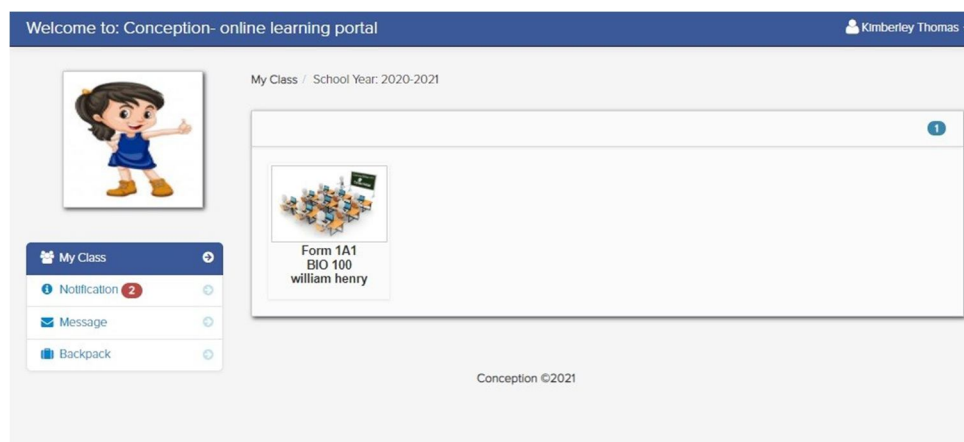 Welcome to: Conception- online learning portal
Kimberley Thomas
My Class / School Year: 2020-2021
1
Form 1A1
BIO 100
william henry
My Class
Notification 2
Message
Backpack
Conception ©2021